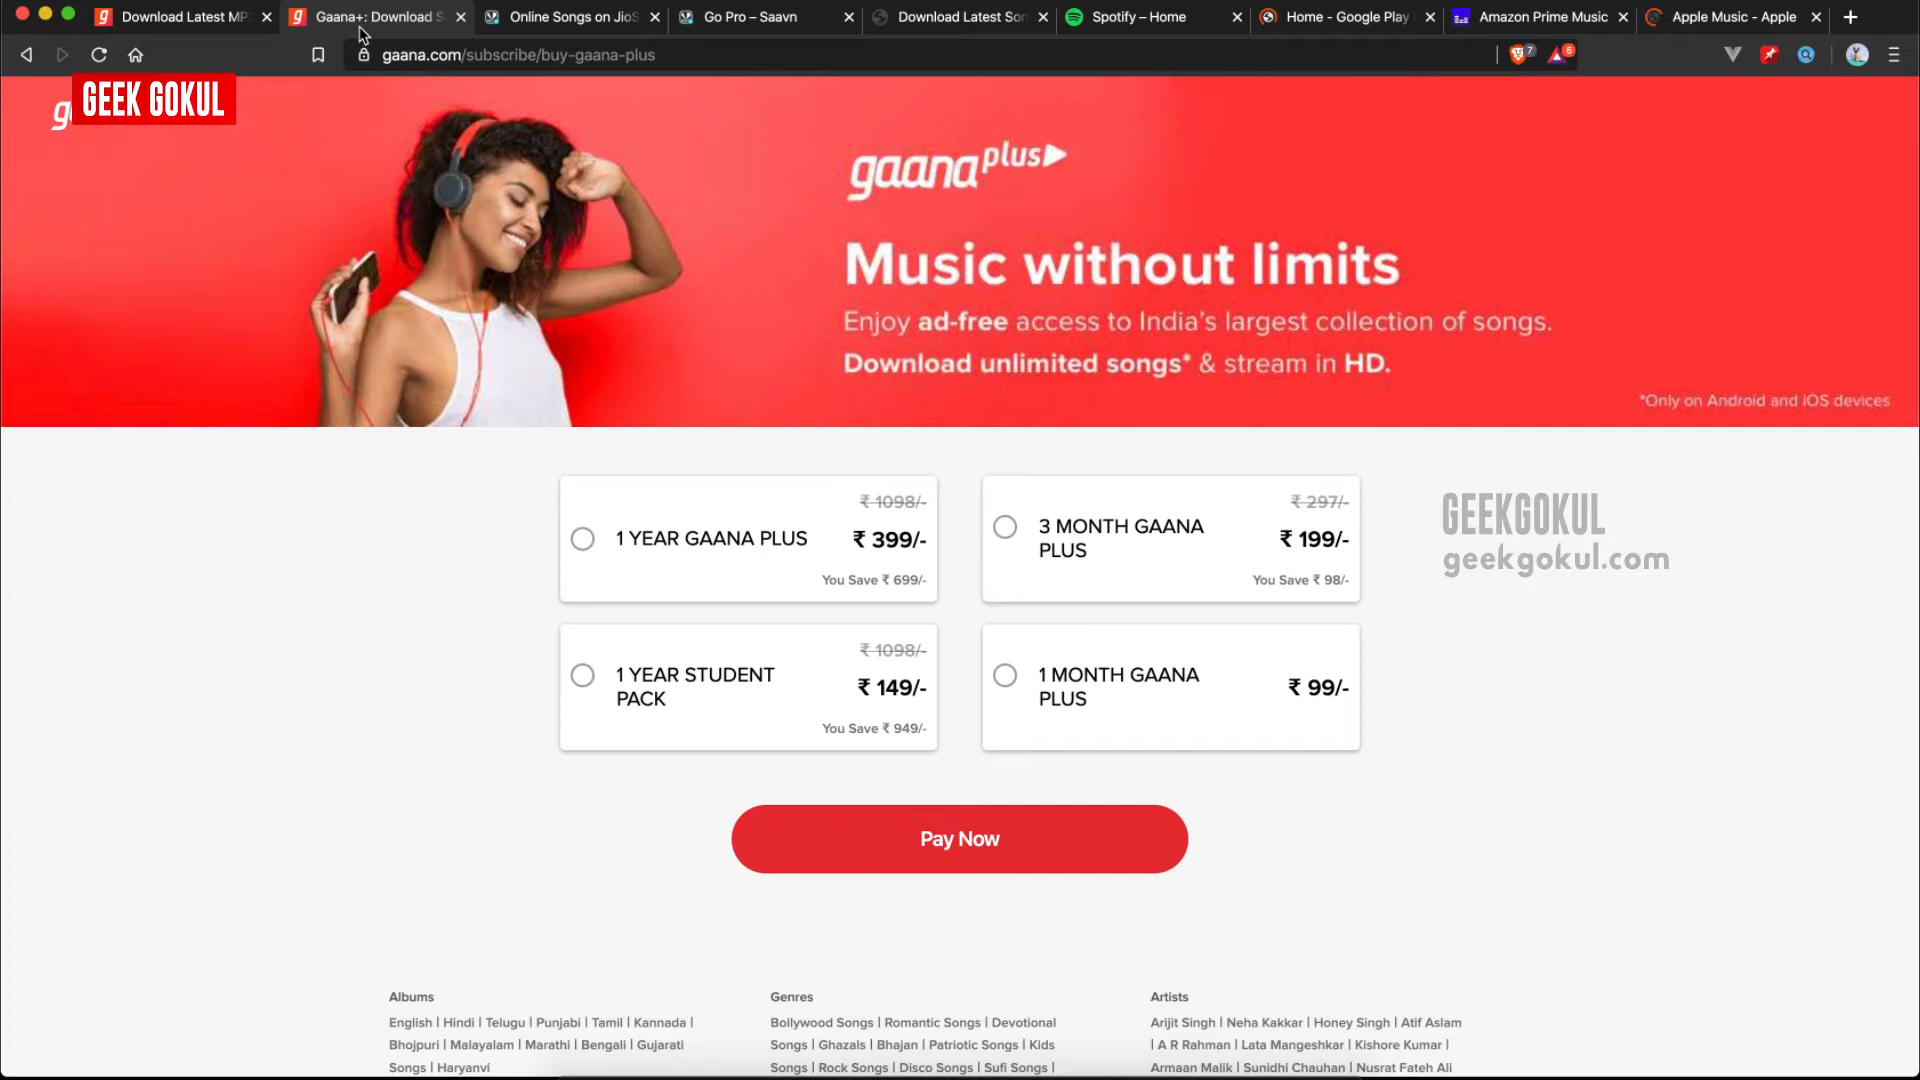 Download Latest MP
Gaana+: Download S
Online Songs on JioS
Go Pro – Saavn
Download Latest Son
Spotify – Home
Home - Google Play
Amazon Prime Music
Apple Music - Apple
gaana.com/subscribe/buy-gaana-plus
7
6
GEEK GOKUL
gaana plus
Music without limits
Enjoy ad-free access to India's largest collection of songs.
Download unlimited songs* & stream in HD.
*Only on Android and iOS devices
₹ 1098/-
1 YEAR GAANA PLUS
₹ 399/-
You Save ₹ 699/-
₹ 297/-
3 MONTH GAANA
PLUS
₹ 199/-
You Save ₹ 98/-
GEEKGOKUL
geekgokul.com
₹ 1098/-
1 YEAR STUDENT
PACK
₹ 149/-
You Save ₹ 949/-
1 MONTH GAANA
PLUS
₹ 99/-
Pay Now
Albums
English | Hindi | Telugu | Punjabi | Tamil | Kannada |
Bhojpuri | Malayalam | Marathi | Bengali | Gujarati
Songs | Haryanvi
Genres
Bollywood Songs | Romantic Songs | Devotional
Songs | Ghazals | Bhajan | Patriotic Songs | Kids
Songs | Rock Songs | Disco Songs | Sufi Songs |
Artists
Arijit Singh | Neha Kakkar | Honey Singh | Atif Aslam
| A R Rahman | Lata Mangeshkar | Kishore Kumar |
Armaan Malik | Sunidhi Chauhan | Nusrat Fateh Ali